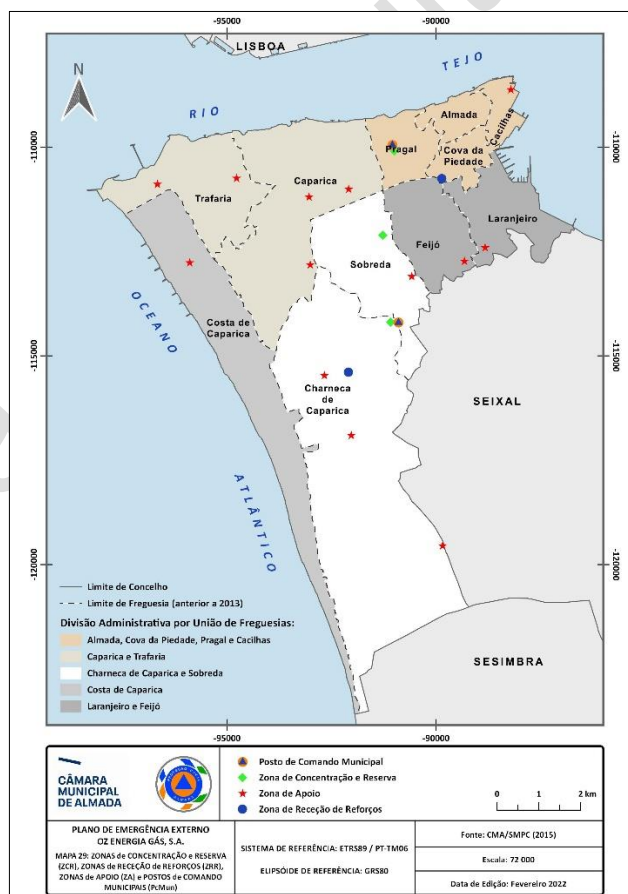 -95000
-90000
LISBOA
TEJO
N
RIO
-110000
-110000
Almada
Cacilhas
Pragal
Cova da
Piedade
Caparica
Trafaria
Laranjeiro
Feijó
Sobreda
OCEANO
Costa de
Caparica
-115000
-115000
Charneca
de
Caparica
SEIXAL
ATLÂNTICO
-120000
-120000
Limite de Concelho
Limite de Freguesia (anterior a 2013)
Divisão Administrativa por União de Freguesias:
Almada, Cova da Piedade, Pragal e Cacilhas
Caparica e Trafaria
Charneca de Caparica e Sobreda
Costa de Caparica
Laranjeiro e Feijó
SESIMBRA
-95000
-90000
CÂMARA
MUNICIPAL
DE ALMADA
Posto de Comando Municipal
Zona de Concentração e Reserva
Zona de Apoio
Zona de Receção de Reforços
0 1 2 km
PLANO DE EMERGÊNCIA EXTERNO
OZ ENERGIA GÁS, S.A.
MAPA 29: ZONAS DE CONCENTRAÇÃO E RESERVA
(ZCR), ZONAS DE RECEÇÃO DE REFORÇOS (ZRR),
ZONAS DE APOIO (ZA) E POSTOS DE COMANDO
MUNICIPAIS (PcMun)
SISTEMA DE REFERÊNCIA: ETRS89 / PT-TM06
ELIPSÓIDE DE REFERÊNCIA: GRS80
Fonte: CMA/SMPC (2015)
Escala: 72 000
Data de Edição: Fevereiro 2022